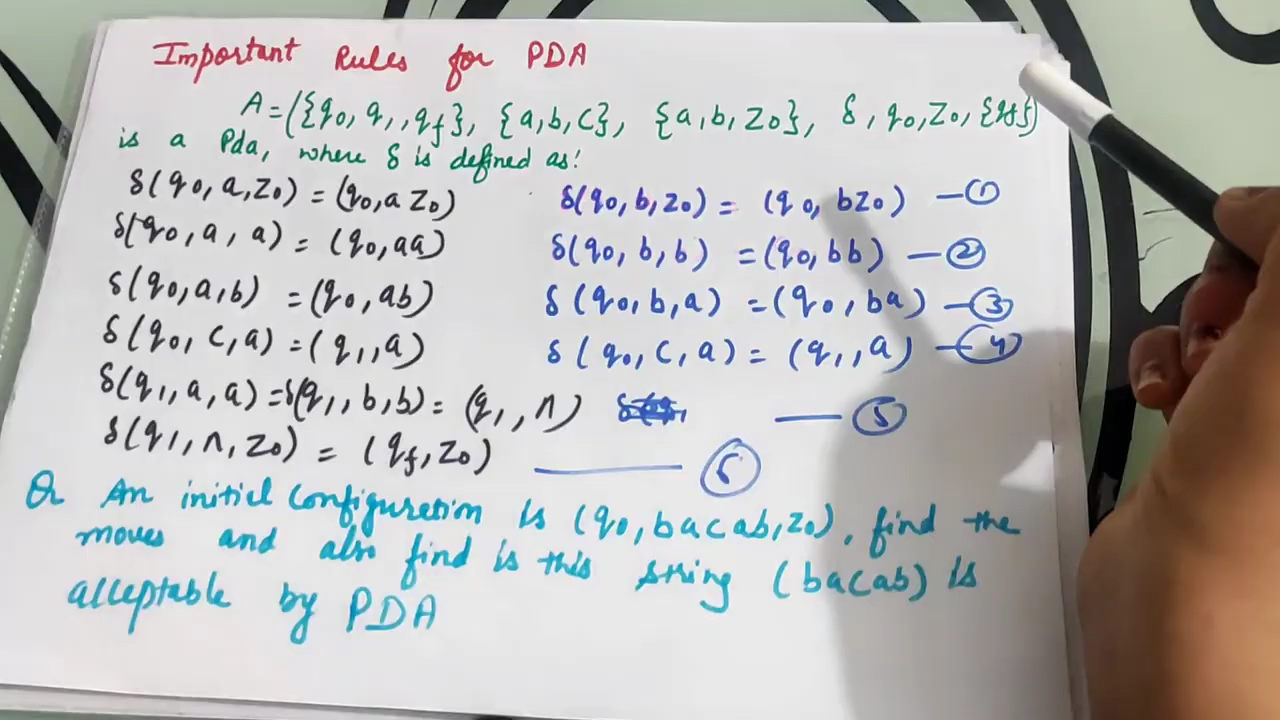 Important Rules for PDA
A = ({q0, q1, qf}, {a,b,c}, {a,b,Z0}, δ, q0, Z0, {qf})
is a Pda, where δ is defined as:
δ(q0, a, Z0) = (q0, a Z0) δ(q0, b, Z0) = (q0, bZ0) — ①
δ(q0, a, a) = (q0, aa) δ(q0, b, b) = (q0, bb) — ②
δ(q0, a, b) = (q0, ab) δ(q0, b, a) = (q0, ba) — ③
δ(q0, c, a) = (q1, a) δ(q0, c, a) = (q1, a) — ④
δ(q1, a, a) = δ(q1, b, b) = (q1, Λ) — ⑤
δ(q1, Λ, Z0) = (qf, Z0) — ⑥
Q An initiel Configuretion is (q0, bacab, Z0), find the
moves and also find is this string (bacab) is
acceptable by PDA